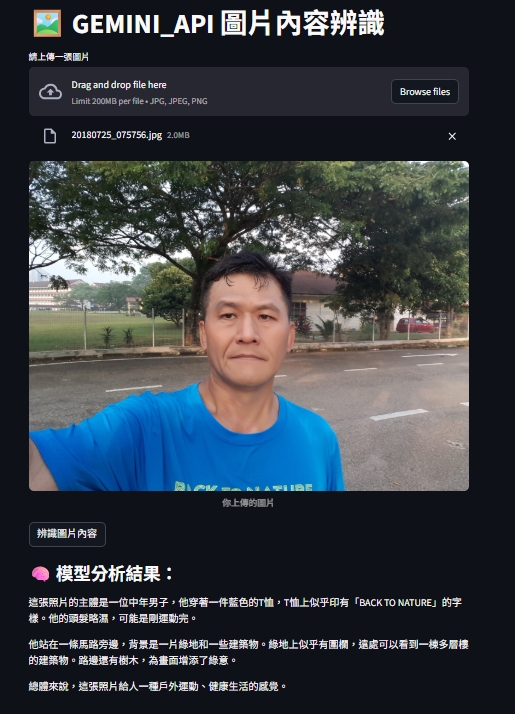 GEMINI_API 圖片內容辨識
請上傳一張圖片
Drag and drop file here
Limit 200MB per file • JPG, JPEG, PNG
Browse files
20180725_075756.jpg 2.0MB
BACK TO NATURE
你上傳的圖片
辨識圖片內容
模型分析結果：
這張照片的主體是一位中年男子，他穿著一件藍色的T恤，T恤上似乎印有「BACK TO NATURE」的字
樣。他的頭髮略濕，可能是剛運動完。
他站在一條馬路旁邊，背景是一片綠地和一些建築物。綠地上似乎有圍欄，遠處可以看到一棟多層樓
的建築物。路邊還有樹木，為畫面增添了綠意。
總體來說，這張照片給人一種戶外運動、健康生活的感覺。